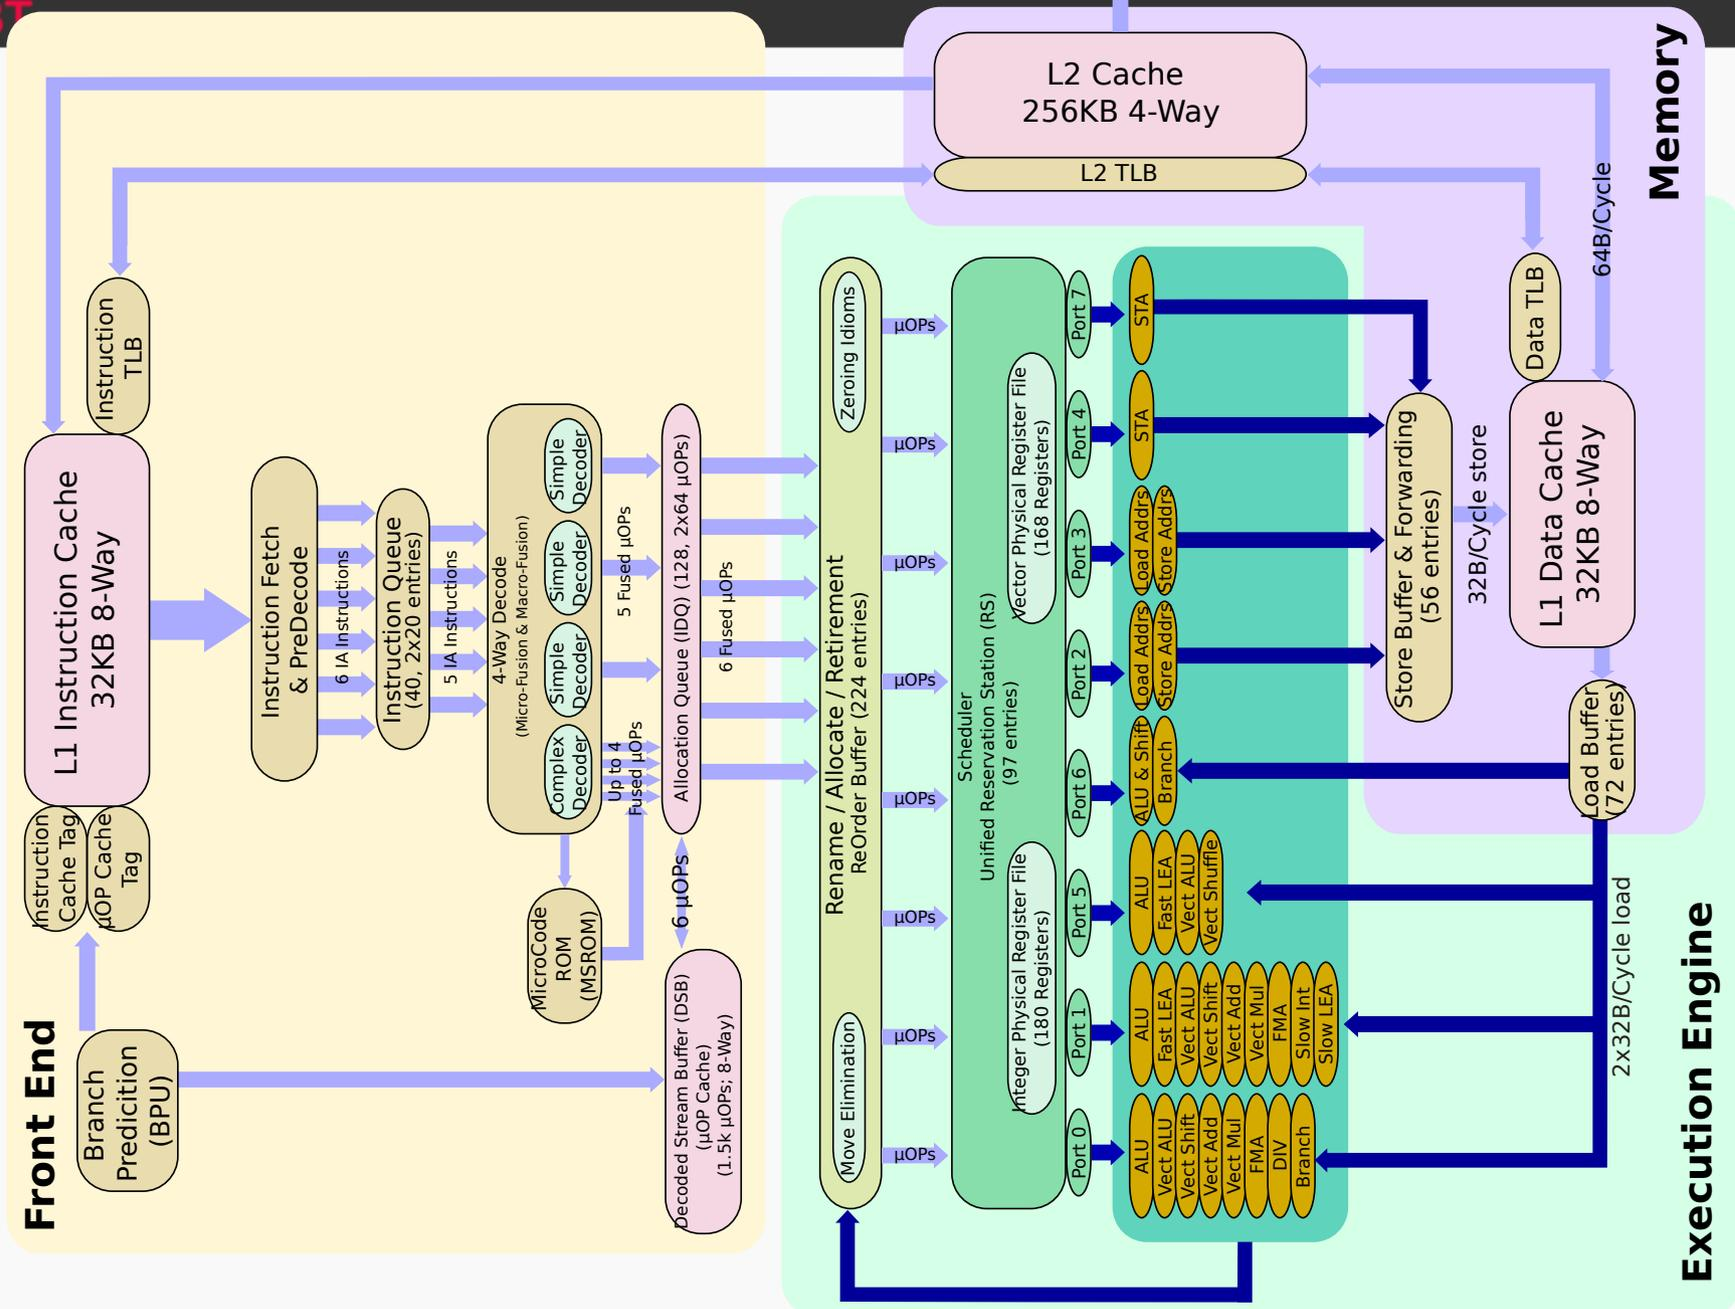 L2 Cache
256KB 4-Way
L2 TLB
Memory
64B/Cycle
Data TLB
L1 Data Cache
32KB 8-Way
32B/Cycle store
Store Buffer & Forwarding
(56 entries)
Load Buffer
(72 entries)
2x32B/Cycle load
Execution Engine
Front End
Instruction
TLB
L1 Instruction Cache
32KB 8-Way
Instruction
Cache Tag
µOP Cache
Tag
Branch
Predicition
(BPU)
Instruction Fetch
& PreDecode
6 IA Instructions
Instruction Queue
(40, 2x20 entries)
5 IA Instructions
4-Way Decode
(Micro-Fusion & Macro-Fusion)
Complex
Decoder
Simple
Decoder
Simple
Decoder
Simple
Decoder
Up to 4
Fused µOPs
5 Fused µOPs
MicroCode
ROM
(MSROM)
Allocation Queue (IDQ) (128, 2x64 µOPs)
6 µOPs
6 Fused µOPs
Decoded Stream Buffer (DSB)
(µOP Cache)
(1.5k µOPs; 8-Way)
Rename / Allocate / Retirement
ReOrder Buffer (224 entries)
Move Elimination
Zeroing Idioms
µOPs
µOPs
µOPs
µOPs
µOPs
µOPs
µOPs
µOPs
Scheduler
Unified Reservation Station (RS)
(97 entries)
Integer Physical Register File
(180 Registers)
Vector Physical Register File
(168 Registers)
Port 0
Port 1
Port 5
Port 6
Port 2
Port 3
Port 4
Port 7
ALU
Vect ALU
Vect Shift
Vect Add
Vect Mul
FMA
DIV
Branch
ALU
Fast LEA
Vect ALU
Vect Shift
Vect Add
Vect Mul
FMA
Slow Int
Slow LEA
ALU
Fast LEA
Vect ALU
Vect Shuffle
ALU & Shift
Branch
Load Addrs
Store Addrs
Load Addrs
Store Addrs
STA
STA